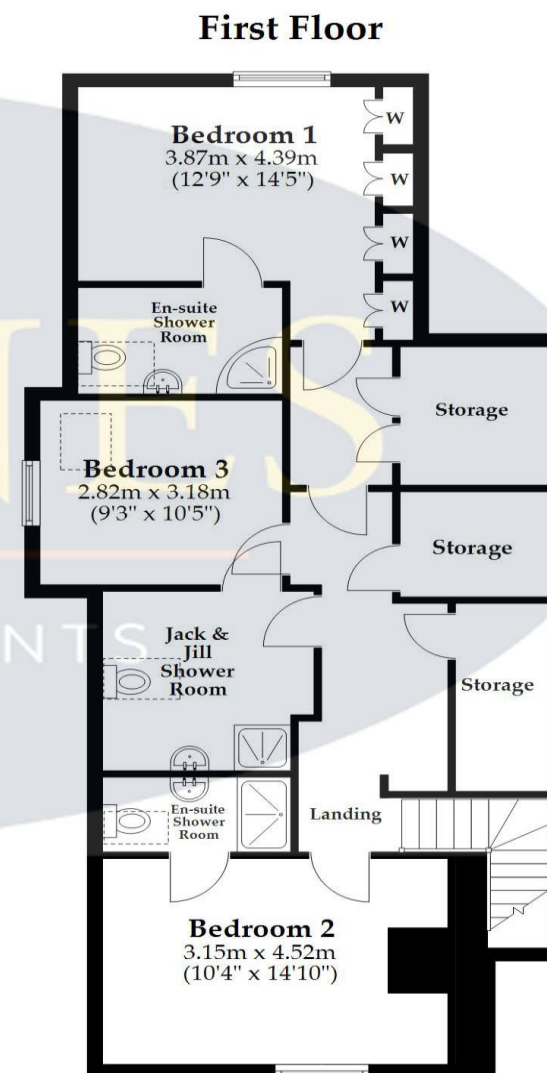 First Floor
Bedroom 1
3.87m x 4.39m
(12'9" x 14'5")
W
W
W
W
En-suite
Shower
Room
Storage
Bedroom 3
2.82m x 3.18m
(9'3" x 10'5")
Storage
Jack &
Jill
Shower
Room
Storage
En-suite
Shower
Room
Landing
Bedroom 2
3.15m x 4.52m
(10'4" x 14'10")
NES
NTS